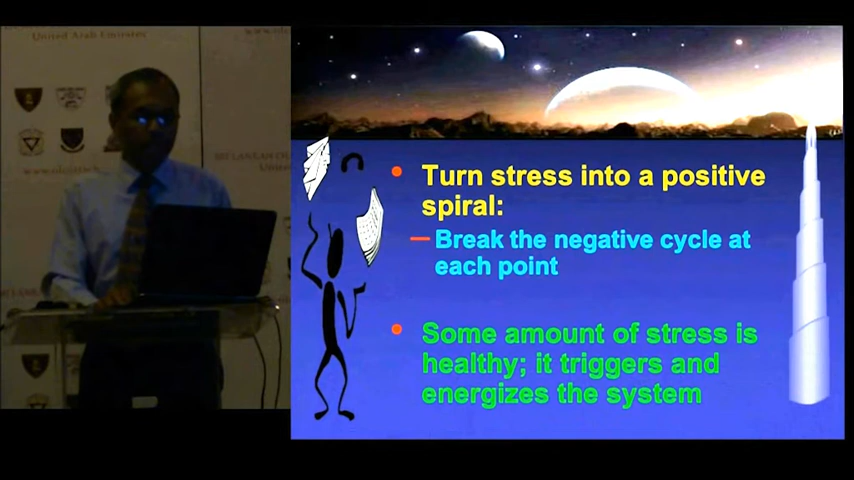 United Arab Emirates
Turn stress into a positive
spiral:
Break the negative cycle at
each point
Some amount of stress is
healthy; it triggers and
energizes the system